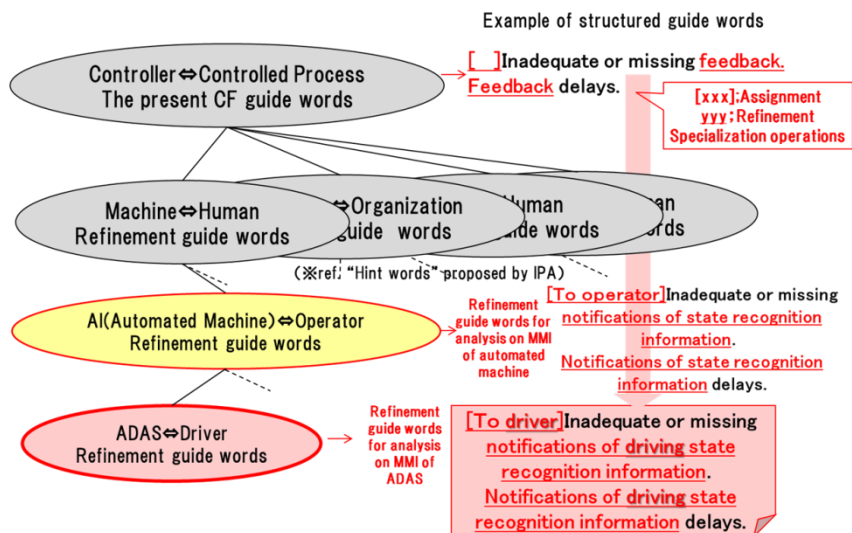 Example of structured guide words
Controller⇔Controlled Process
The present CF guide words
[　]Inadequate or missing feedback.
Feedback delays.
[xxx];Assignment
yyy;Refinement
Specialization operations
Machine⇔Human
Refinement guide words
⇔Organization
guide words
Human
uide words
an
words
(※ref. "Hint words" proposed by IPA)
AI(Automated Machine)⇔Operator
Refinement guide words
Refinement
guide words for
analysis on MMI
of automated
machine
[To operator]Inadequate or missing
notifications of state recognition
information.
Notifications of state recognition
information delays.
ADAS⇔Driver
Refinement guide words
Refinement
guide words
for analysis
on MMI of
ADAS
[To driver]Inadequate or missing
notifications of driving state
recognition information.
Notifications of driving state
recognition information delays.